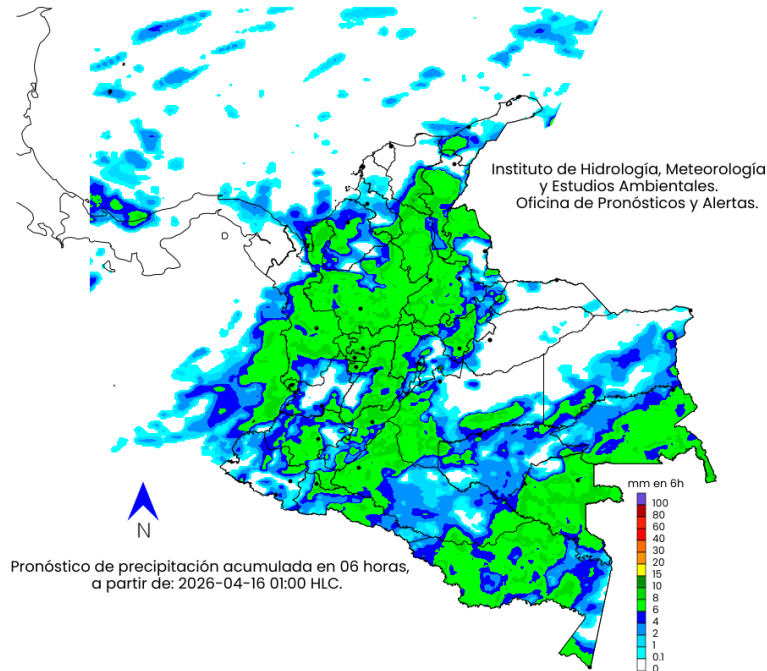 Instituto de Hidrología, Meteorología
y Estudios Ambientales.
Oficina de Pronósticos y Alertas.
mm en 6h
100
80
60
40
30
20
15
10
8
6
4
2
1
0.1
0
N
Pronóstico de precipitación acumulada en 06 horas,
a partir de: 2026-04-16 01:00 HLC.